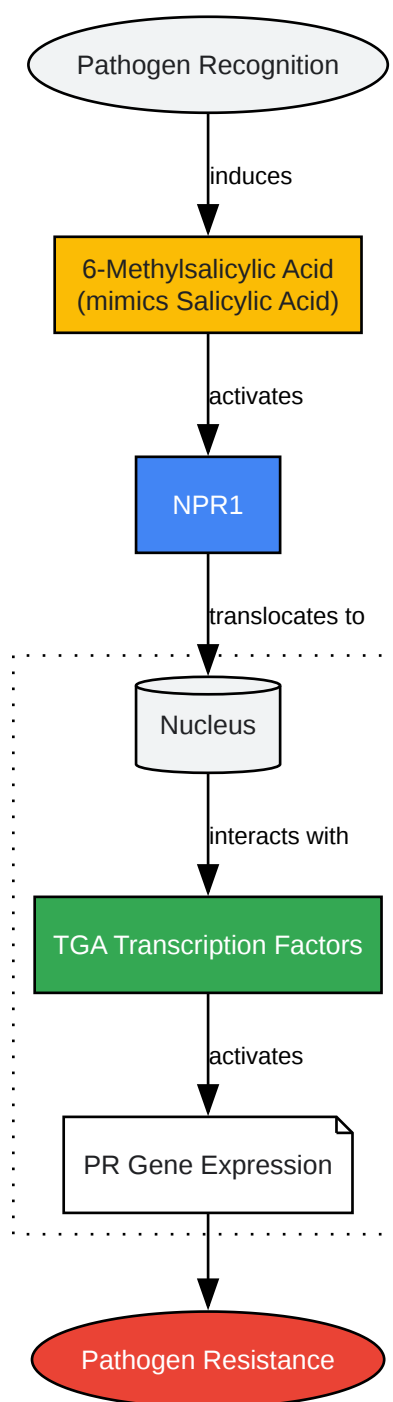 Pathogen Recognition
induces
6-Methylsalicylic Acid
(mimics Salicylic Acid)
activates
NPR1
translocates to
Nucleus
interacts with
TGA Transcription Factors
activates
PR Gene Expression
Pathogen Resistance